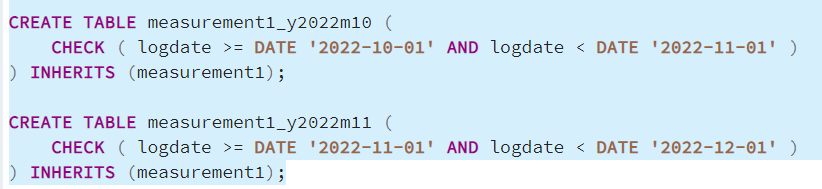 CREATE TABLE measurement1_y2022m10 (
    CHECK ( logdate >= DATE '2022-10-01' AND logdate < DATE '2022-11-01' )
) INHERITS (measurement1);
CREATE TABLE measurement1_y2022m11 (
    CHECK ( logdate >= DATE '2022-11-01' AND logdate < DATE '2022-12-01' )
) INHERITS (measurement1);